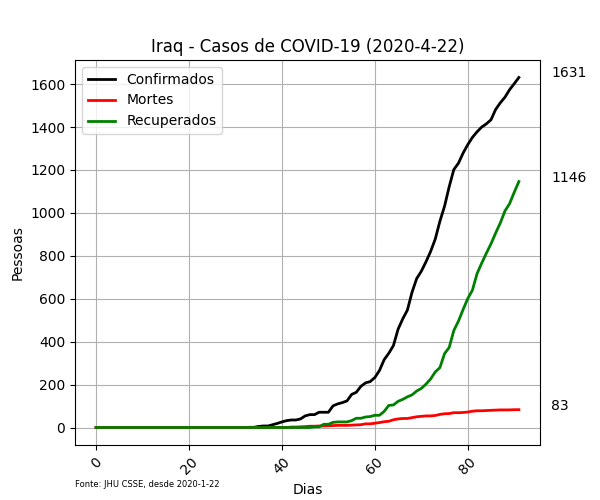 Iraq - Casos de COVID-19 (2020-4-22)
Confirmados
Mortes
Recuperados
1631
1146
83
Pessoas
1600
1400
1200
1000
800
600
400
200
0
0 20 40 60 80
Dias
Fonte: JHU CSSE, desde 2020-1-22